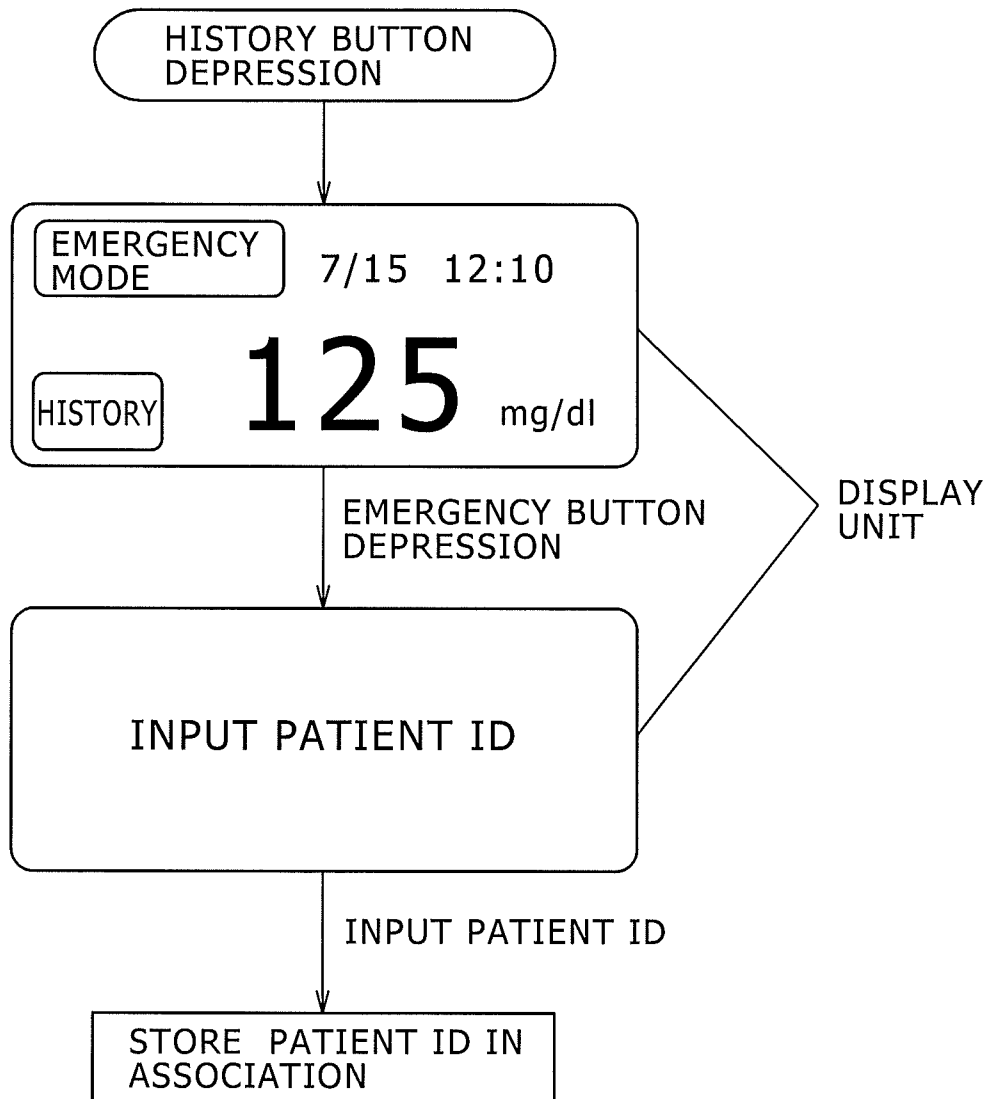 HISTORY BUTTON
DEPRESSION
EMERGENCY
MODE
7/15 12:10
HISTORY
125 mg/dl
EMERGENCY BUTTON
DEPRESSION
DISPLAY
UNIT
INPUT PATIENT ID
INPUT PATIENT ID
STORE PATIENT ID IN
ASSOCIATION